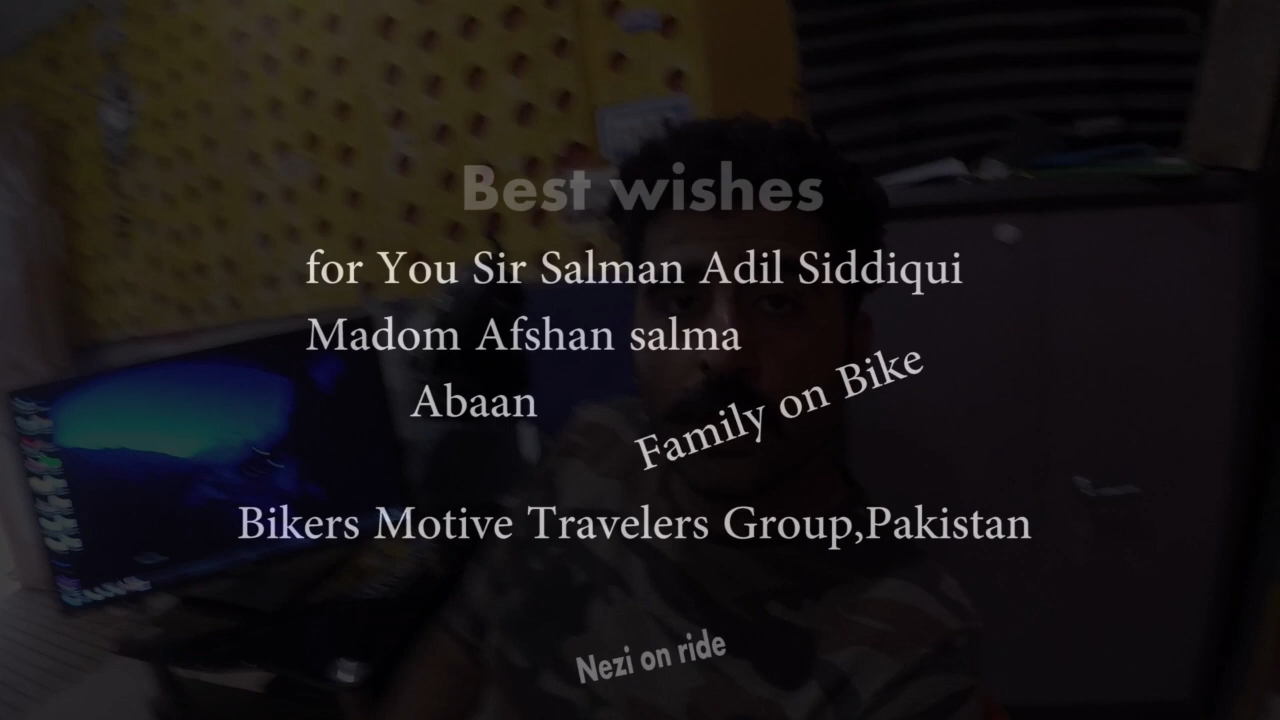 Best wishes
for You Sir Salman Adil Siddiqui
Madom Afshan salma
Abaan
Family on Bike
Bikers Motive Travelers Group,Pakistan
Nezi on ride